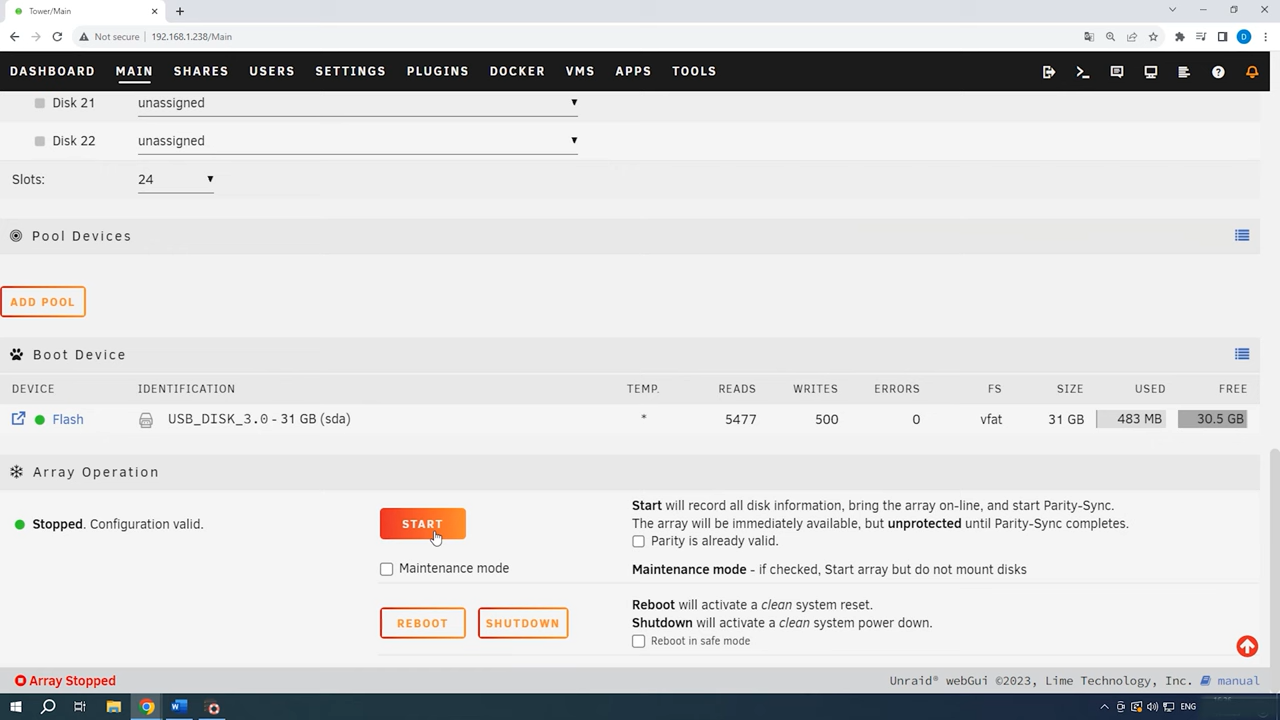 Tower/Main
Not secure 192.168.1.238/Main
D
DASHBOARD MAIN SHARES USERS SETTINGS PLUGINS DOCKER VMS APPS TOOLS
Disk 21 unassigned
Disk 22 unassigned
Slots: 24
Pool Devices
ADD POOL
Boot Device
DEVICE IDENTIFICATION TEMP. READS WRITES ERRORS FS SIZE USED FREE
Flash USB_DISK_3.0 - 31 GB (sda) * 5477 500 0 vfat 31 GB 483 MB 30.5 GB
Array Operation
Stopped. Configuration valid.
START
Start will record all disk information, bring the array on-line, and start Parity-Sync.
The array will be immediately available, but unprotected until Parity-Sync completes.
Parity is already valid.
Maintenance mode
Maintenance mode - if checked, Start array but do not mount disks
REBOOT SHUTDOWN
Reboot will activate a clean system reset.
Shutdown will activate a clean system power down.
Reboot in safe mode
Array Stopped
Unraid® webGui ©2023, Lime Technology, Inc. manual
ENG